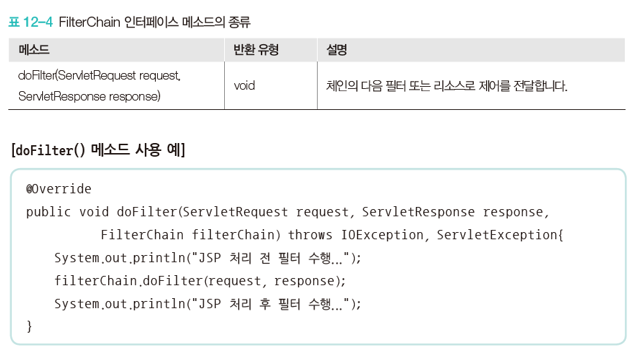 표 12-4 FilterChain 인터페이스 메소드의 종류
메소드 반환 유형 설명
doFilter(ServletRequest request, ServletResponse response) void 체인의 다음 필터 또는 리소스로 제어를 전달합니다.
[doFilter() 메소드 사용 예]
@Override
public void doFilter(ServletRequest request, ServletResponse response,
FilterChain filterChain) throws IOException, ServletException{
System.out.println("JSP 처리 전 필터 수행...");
filterChain.doFilter(request, response);
System.out.println("JSP 처리 후 필터 수행...");
}